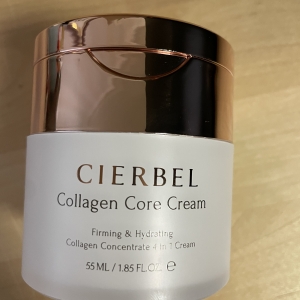 CIERBEL
Collagen Core Cream
Firming & Hydrating
Collagen Concentrate 4 in 1 Cream
55 ML / 1.85 FL.OZ. ℮